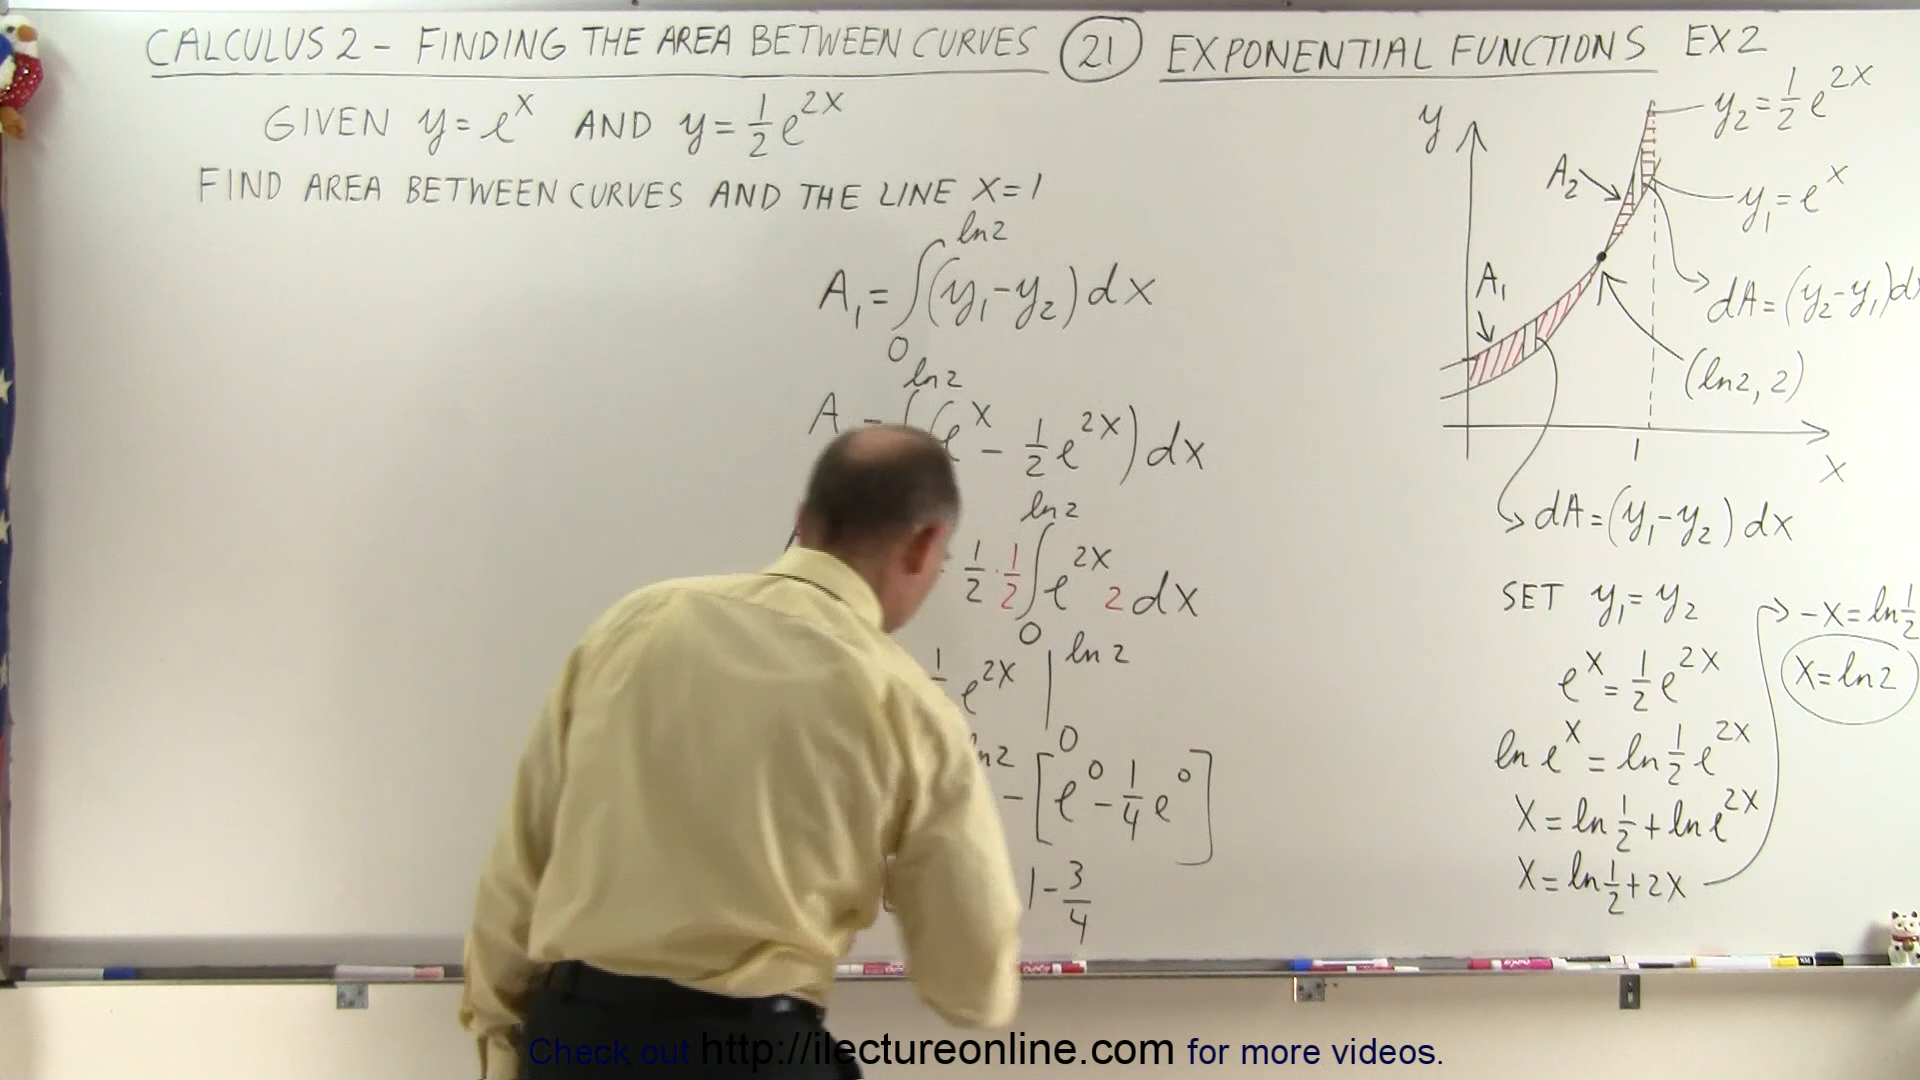 CALCULUS 2 - FINDING THE AREA BETWEEN CURVES (21) EXPONENTIAL FUNCTIONS EX 2
GIVEN y = e^x AND y = 1/2 e^2x
FIND AREA BETWEEN CURVES AND THE LINE X = 1
A₁ = ∫_0^ln2 (y₁ - y₂) dx
A = ∫^ln2 (e^x - 1/2 e^2x) dx
1/2 · 1/2 ∫_0^ln2 e^2x 2 dx
e^2x |_0^ln2
ln2 - [e^0 - 1/4 e^0]
1 - 3/4
y
y₂ = 1/2 e^2x
A₂
y₁ = e^x
A₁
dA = (y₂ - y₁) dx
(ln2, 2)
1
x
dA = (y₁ - y₂) dx
SET y₁ = y₂
e^x = 1/2 e^2x
ln e^x = ln 1/2 e^2x
X = ln 1/2 + ln e^2x
X = ln 1/2 + 2X
-X = ln 1/2
X = ln2
Check out http://ilectureonline.com for more videos.